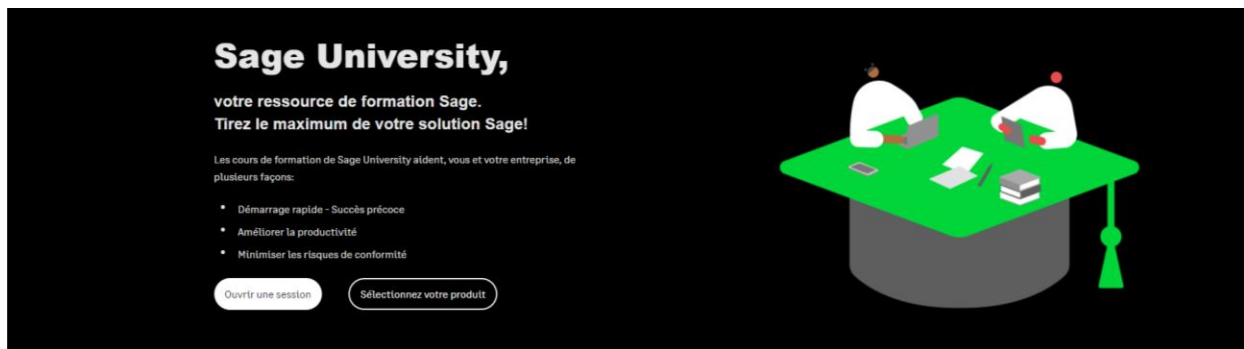 Sage University,
votre ressource de formation Sage.
Tirez le maximum de votre solution Sage!
Les cours de formation de Sage University aident, vous et votre entreprise, de
plusieurs façons:
• Démarrage rapide - Succès précoce
• Améliorer la productivité
• Minimiser les risques de conformité
Ouvrir une session
Sélectionnez votre produit